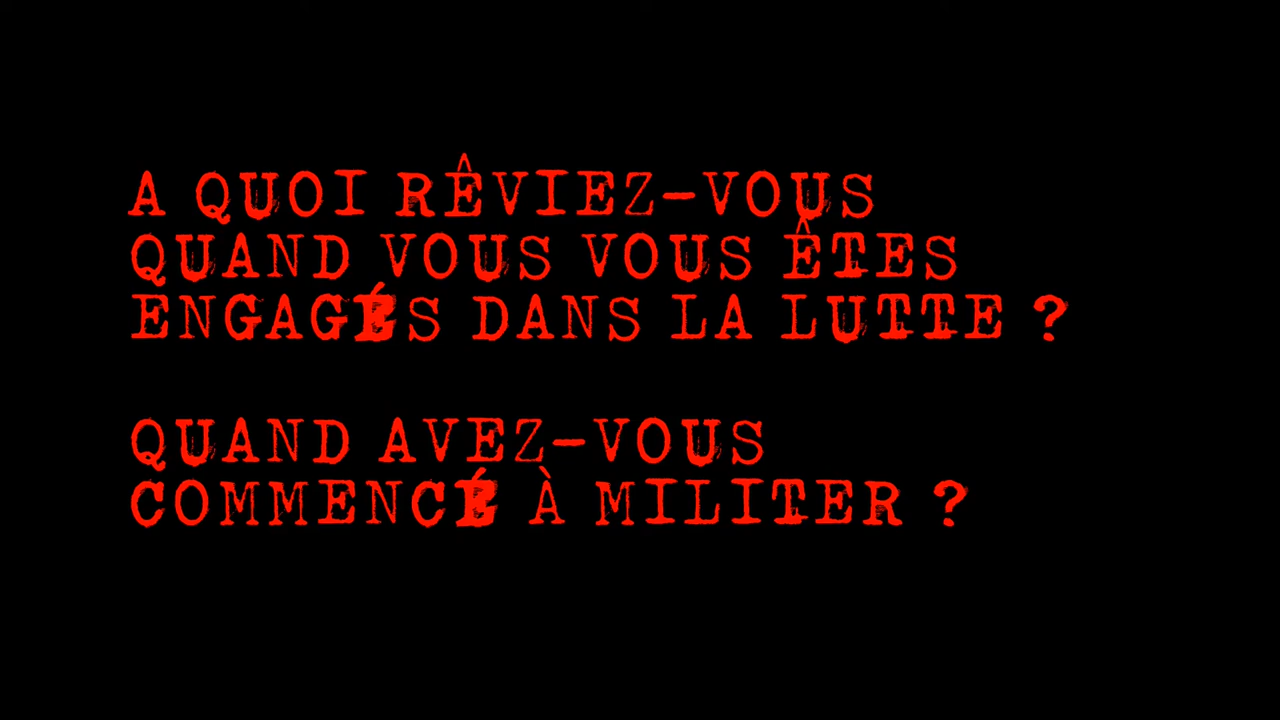 A QUOI RÊVIEZ-VOUS
QUAND VOUS VOUS ÊTES
ENGAGÉS DANS LA LUTTE ?
QUAND AVEZ-VOUS
COMMENCÉ À MILITER ?